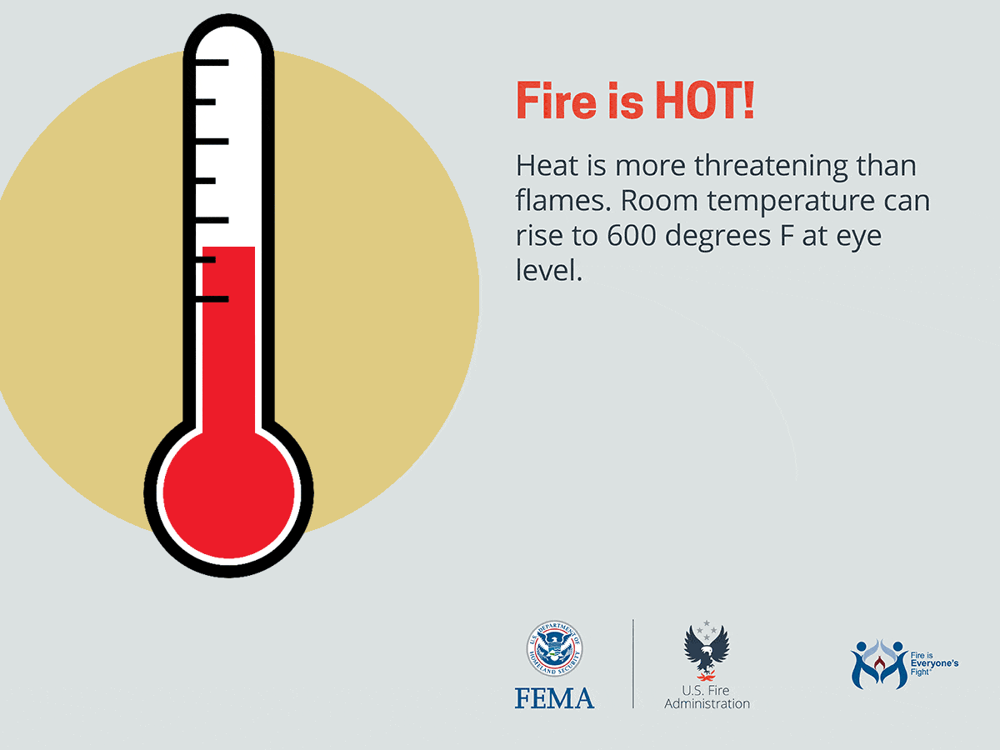 Fire is HOT!
Heat is more threatening than
flames. Room temperature can
rise to 600 degrees F at eye
level.
U.S. DEPARTMENT OF
HOMELAND SECURITY
FEMA
U.S. Fire
Administration
Fire is
Everyone's
Fight